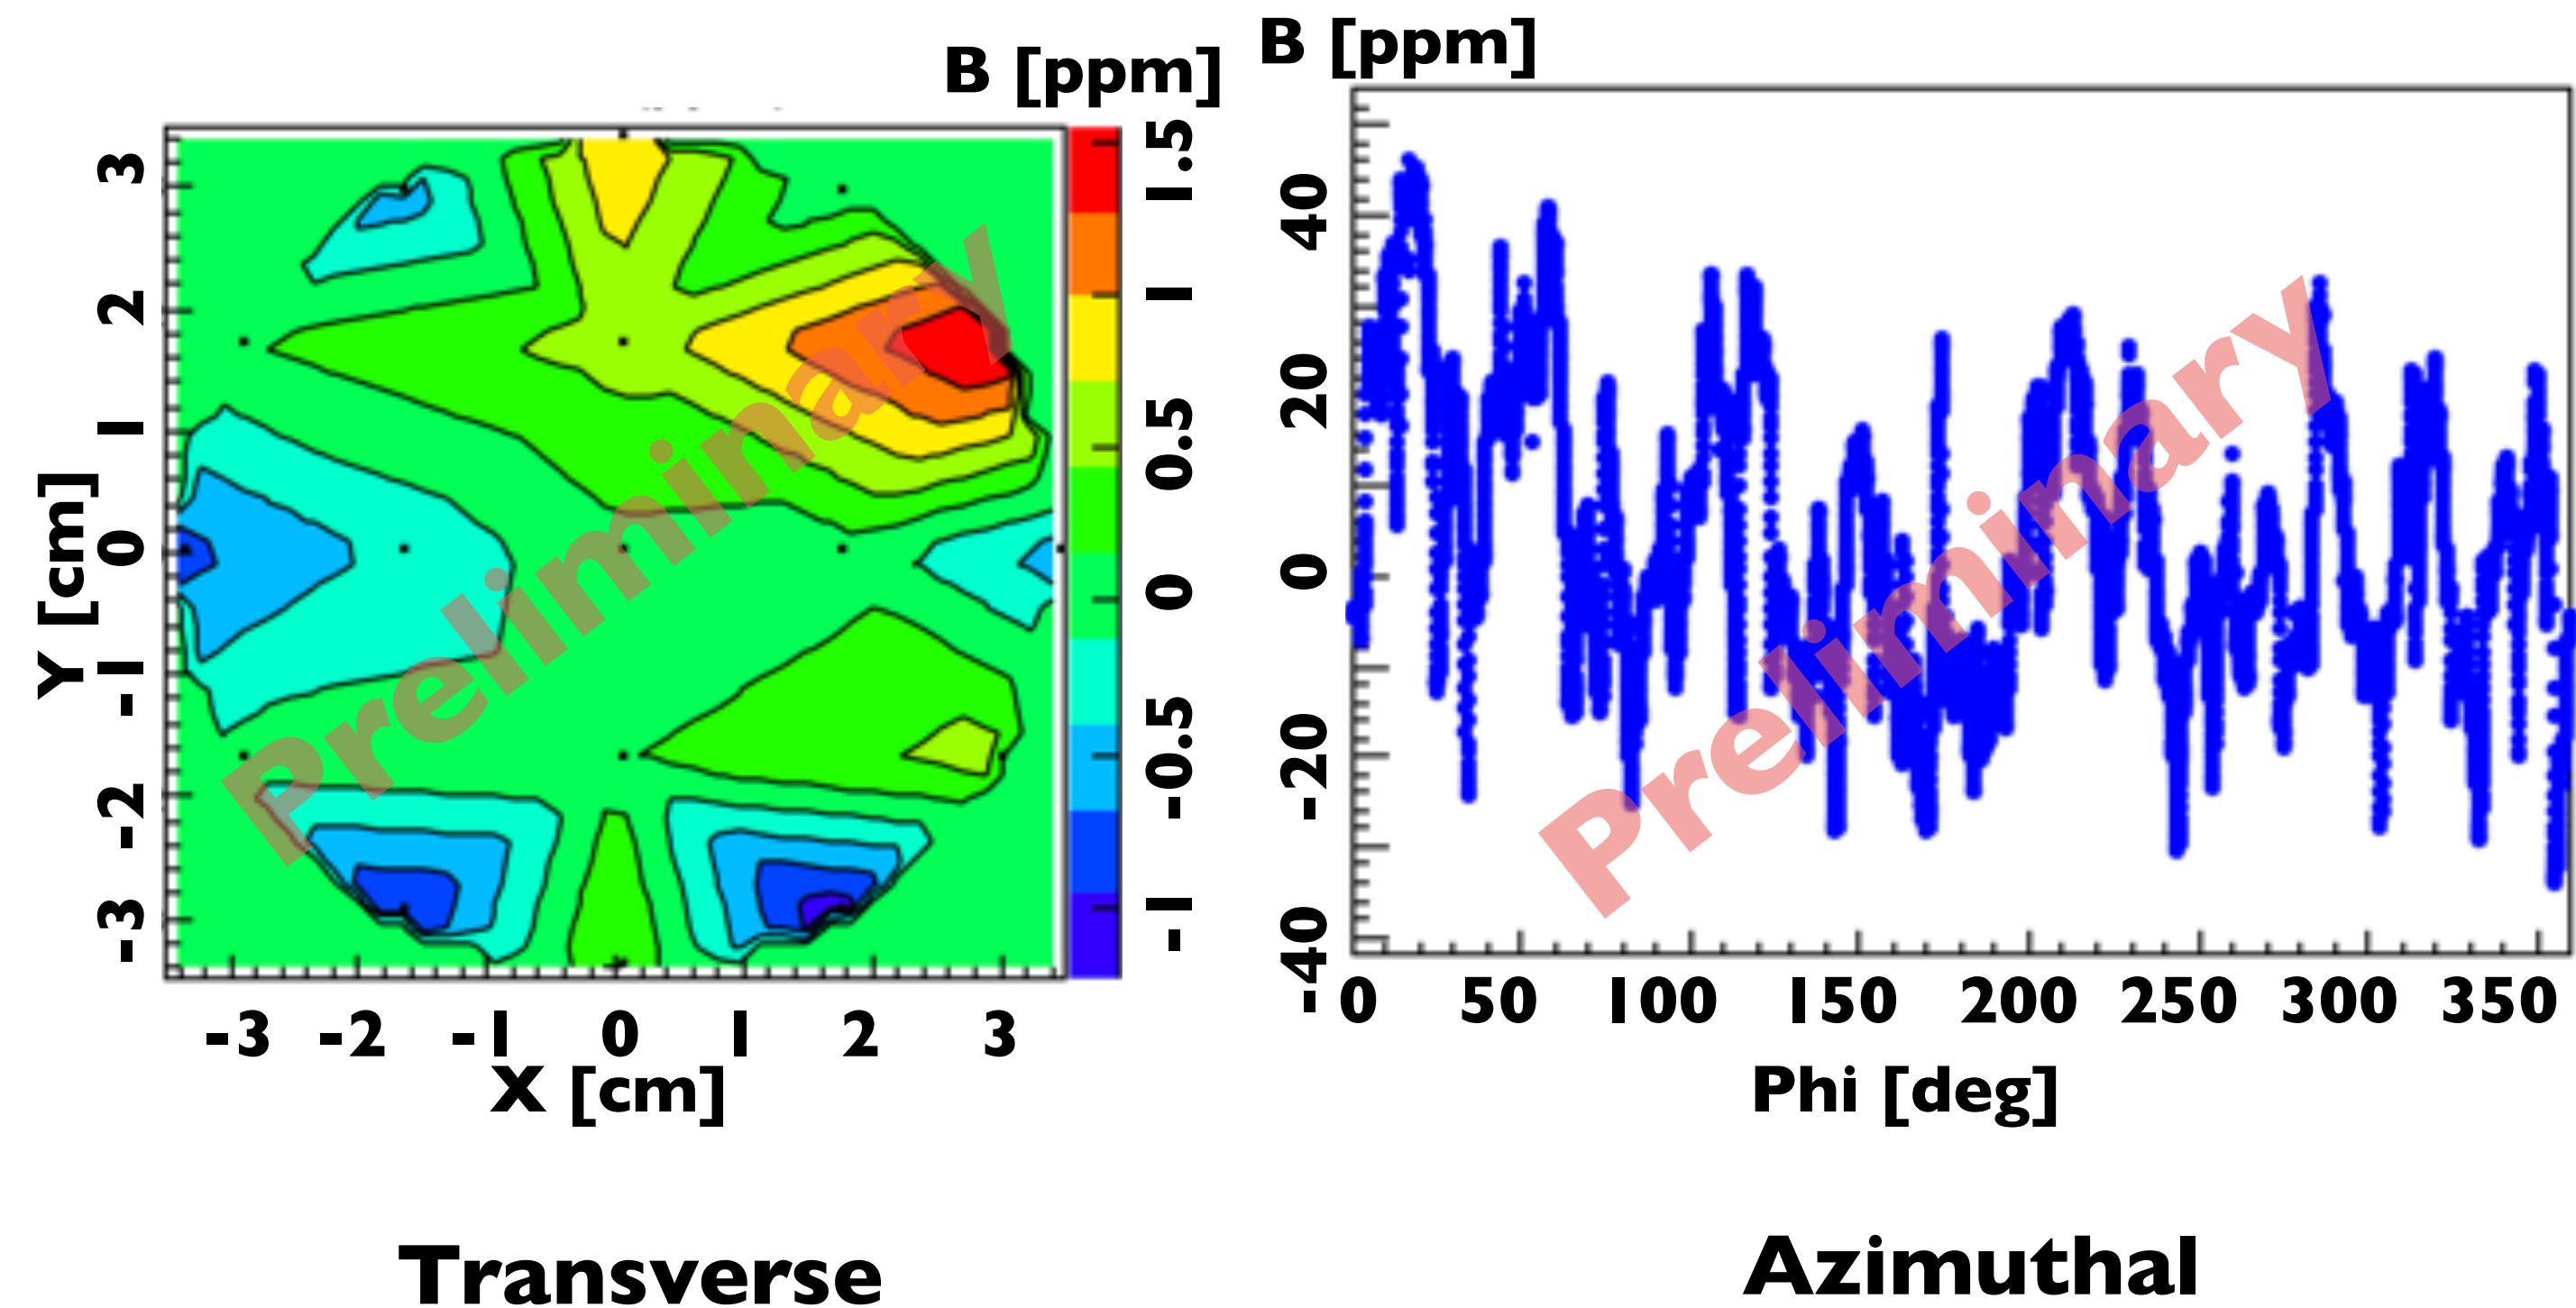 B [ppm]
3
2
1
0
-1
-2
-3
Y [cm]
-3 -2 -1 0 1 2 3
X [cm]
1.5
1
0.5
0
-0.5
-1
Preliminary
Transverse
B [ppm]
40
20
0
-20
-40
0 50 100 150 200 250 300 350
Phi [deg]
Preliminary
Azimuthal